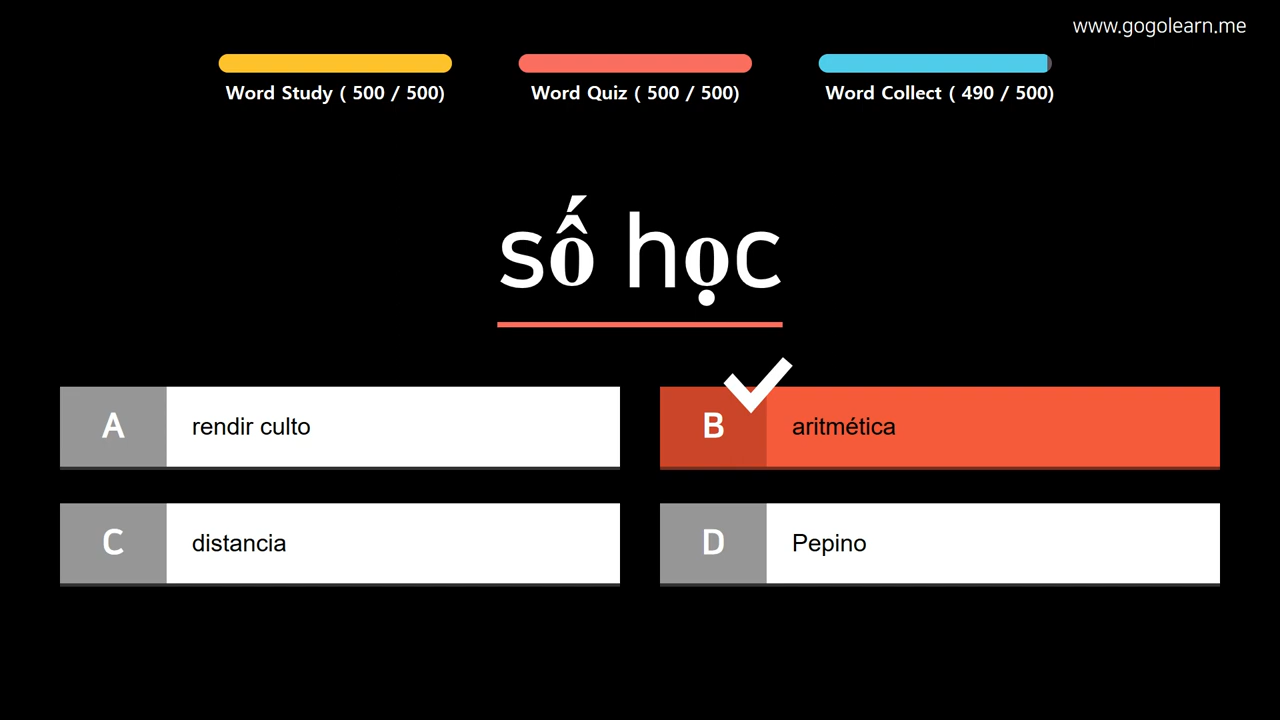 www.gogolearn.me
Word Study ( 500 / 500)
Word Quiz ( 500 / 500)
Word Collect ( 490 / 500)
số học
A rendir culto
B aritmética
C distancia
D Pepino